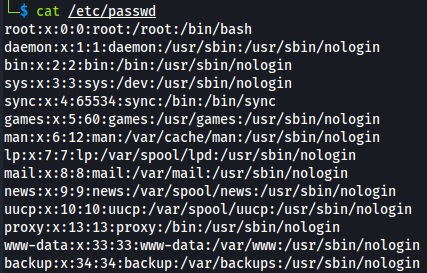 └─$ cat /etc/passwd
root:x:0:0:root:/root:/bin/bash
daemon:x:1:1:daemon:/usr/sbin:/usr/sbin/nologin
bin:x:2:2:bin:/bin:/usr/sbin/nologin
sys:x:3:3:sys:/dev:/usr/sbin/nologin
sync:x:4:65534:sync:/bin:/bin/sync
games:x:5:60:games:/usr/games:/usr/sbin/nologin
man:x:6:12:man:/var/cache/man:/usr/sbin/nologin
lp:x:7:7:lp:/var/spool/lpd:/usr/sbin/nologin
mail:x:8:8:mail:/var/mail:/usr/sbin/nologin
news:x:9:9:news:/var/spool/news:/usr/sbin/nologin
uucp:x:10:10:uucp:/var/spool/uucp:/usr/sbin/nologin
proxy:x:13:13:proxy:/bin:/usr/sbin/nologin
www-data:x:33:33:www-data:/var/www:/usr/sbin/nologin
backup:x:34:34:backup:/var/backups:/usr/sbin/nologin